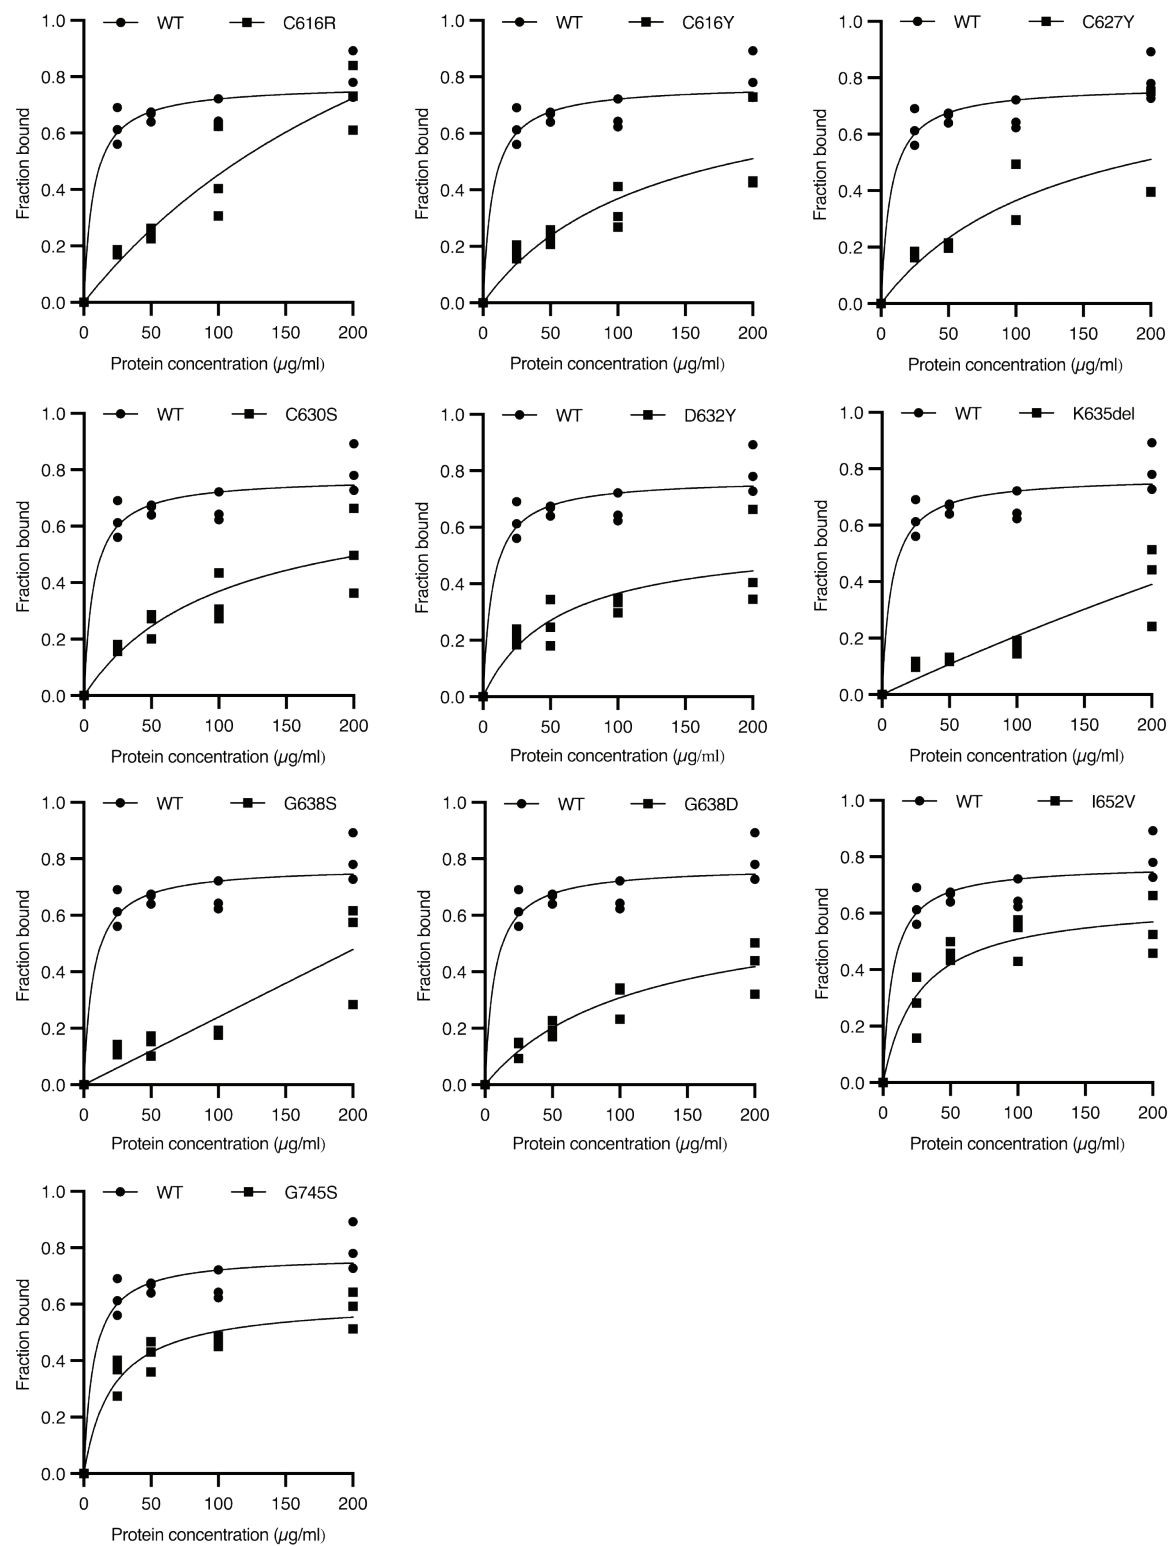 WT C616R
Fraction bound
1.0
0.8
0.6
0.4
0.2
0.0
0 50 100 150 200
Protein concentration (µg/ml)
WT C616Y
Fraction bound
1.0
0.8
0.6
0.4
0.2
0.0
0 50 100 150 200
Protein concentration (µg/ml)
WT C627Y
Fraction bound
1.0
0.8
0.6
0.4
0.2
0.0
0 50 100 150 200
Protein concentration (µg/ml)
WT C630S
Fraction bound
1.0
0.8
0.6
0.4
0.2
0.0
0 50 100 150 200
Protein concentration (µg/ml)
WT D632Y
Fraction bound
1.0
0.8
0.6
0.4
0.2
0.0
0 50 100 150 200
Protein concentration (µg/ml)
WT K635del
Fraction bound
1.0
0.8
0.6
0.4
0.2
0.0
0 50 100 150 200
Protein concentration (µg/ml)
WT G638S
Fraction bound
1.0
0.8
0.6
0.4
0.2
0.0
0 50 100 150 200
Protein concentration (µg/ml)
WT G638D
Fraction bound
1.0
0.8
0.6
0.4
0.2
0.0
0 50 100 150 200
Protein concentration (µg/ml)
WT I652V
Fraction bound
1.0
0.8
0.6
0.4
0.2
0.0
0 50 100 150 200
Protein concentration (µg/ml)
WT G745S
Fraction bound
1.0
0.8
0.6
0.4
0.2
0.0
0 50 100 150 200
Protein concentration (µg/ml)